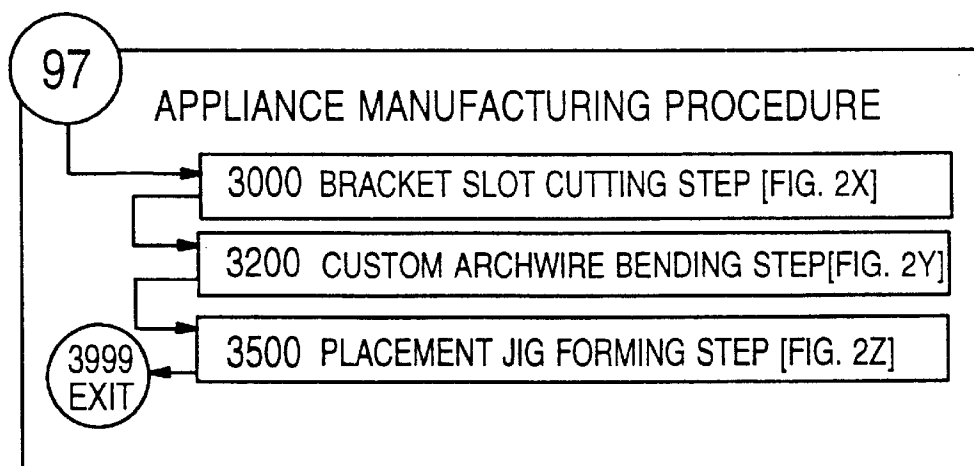 97
APPLIANCE MANUFACTURING PROCEDURE
3000 BRACKET SLOT CUTTING STEP [FIG. 2X]
3200 CUSTOM ARCHWIRE BENDING STEP[FIG. 2Y]
3500 PLACEMENT JIG FORMING STEP [FIG. 2Z]
3999
EXIT